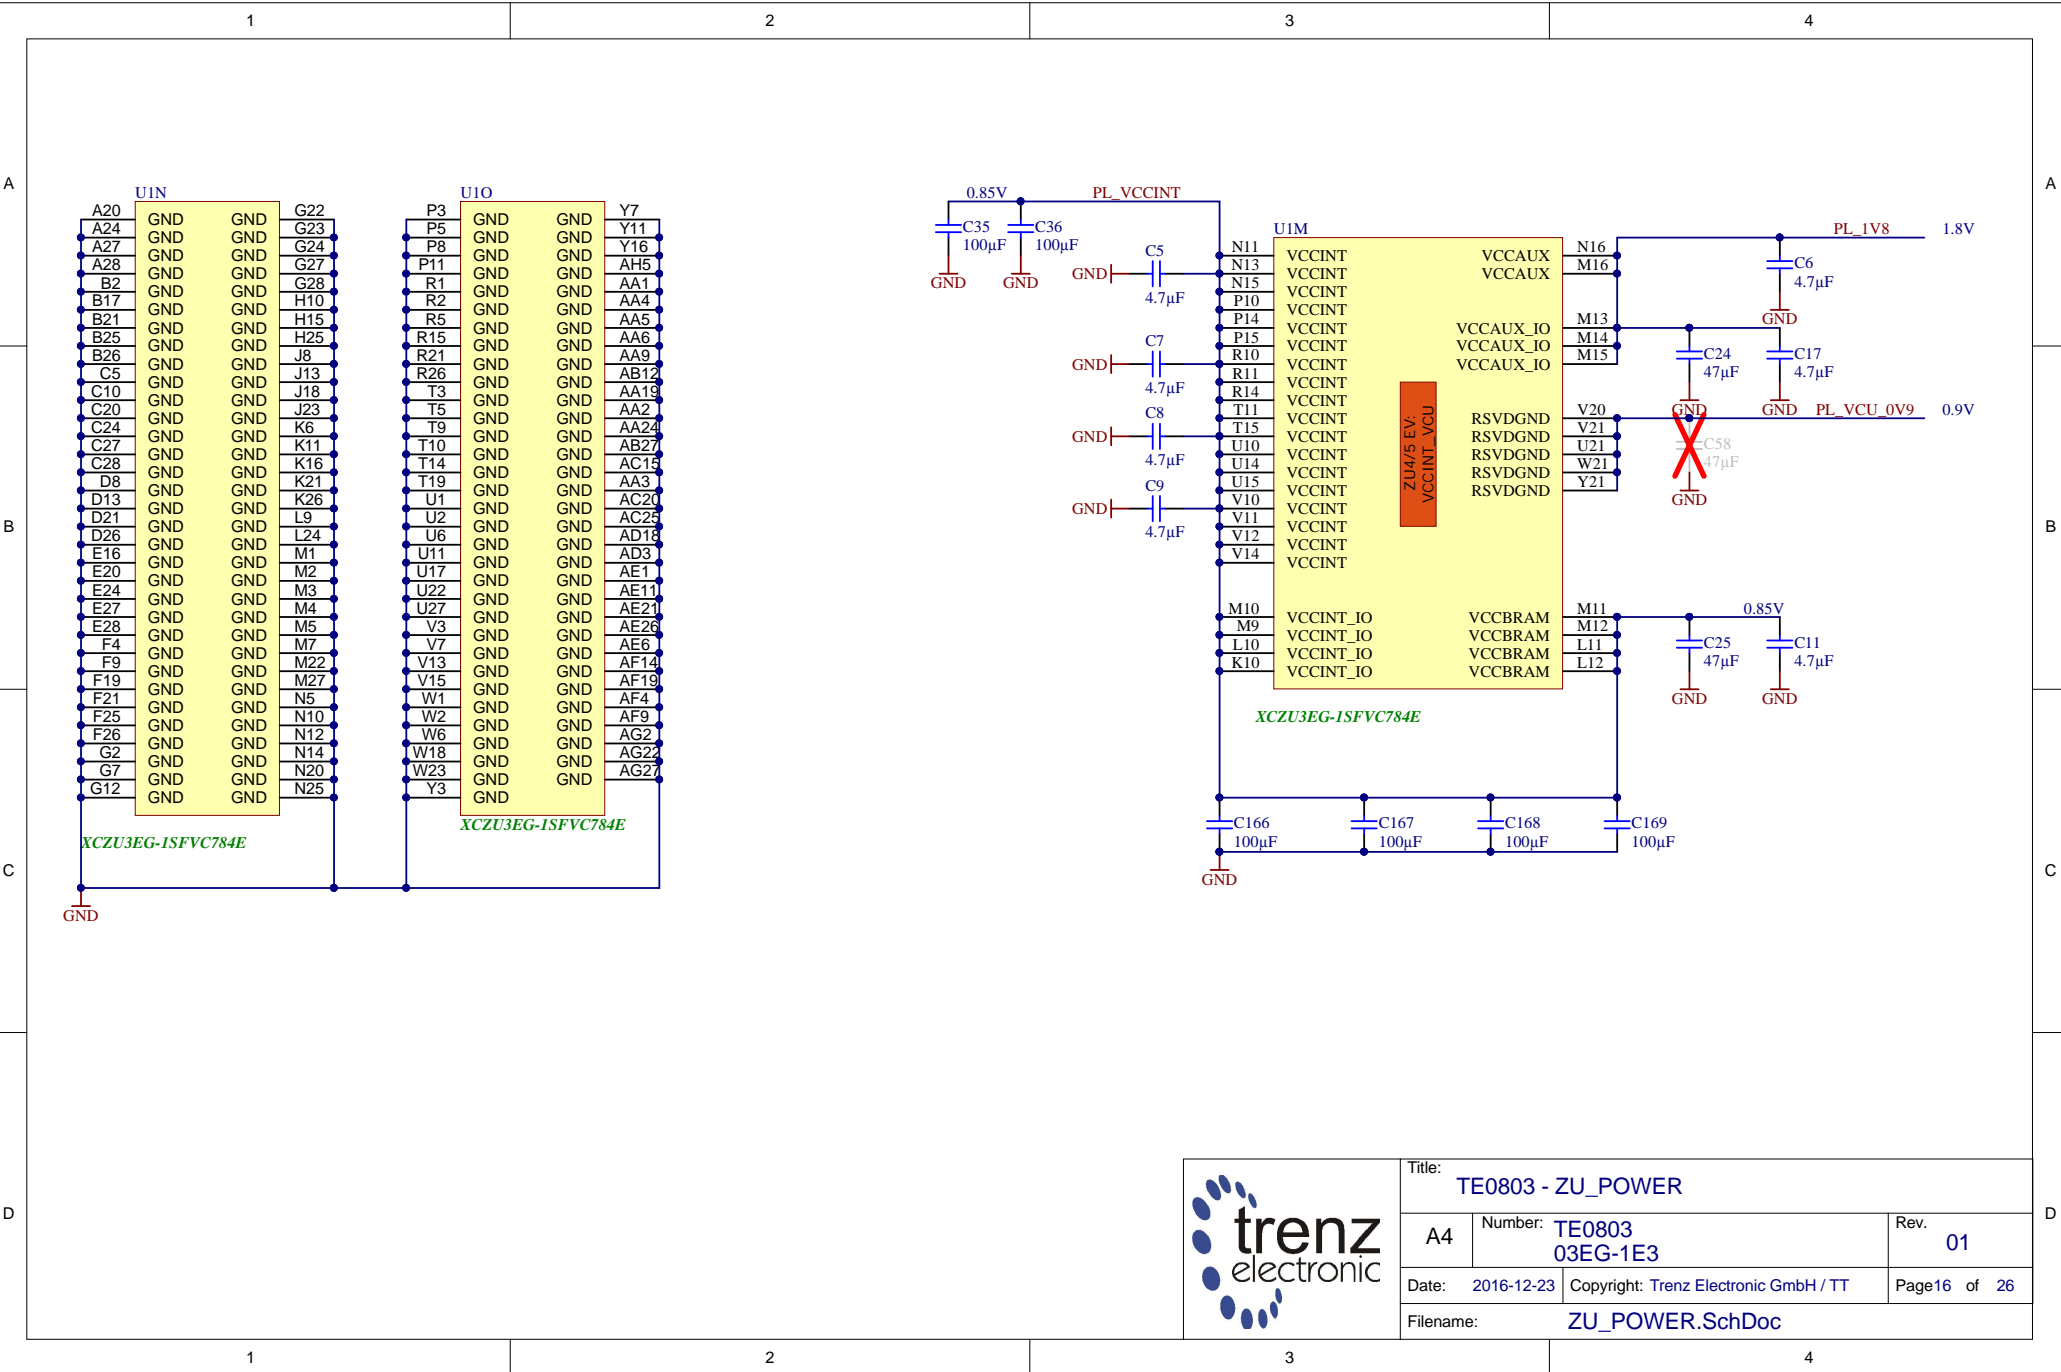 1 2 3 4
A A
B B
C C
D D
U1N
A20 GND GND G22
A24 GND GND G23
A27 GND GND G24
A28 GND GND G27
B2 GND GND G28
B17 GND GND H10
B21 GND GND H15
B25 GND GND H25
B26 GND GND J8
C5 GND GND J13
C10 GND GND J18
C20 GND GND J23
C24 GND GND K6
C27 GND GND K11
C28 GND GND K16
D8 GND GND K21
D13 GND GND K26
D21 GND GND L9
D26 GND GND L24
E16 GND GND M1
E20 GND GND M2
E24 GND GND M3
E27 GND GND M4
E28 GND GND M5
F4 GND GND M7
F9 GND GND M22
F19 GND GND M27
F21 GND GND N5
F25 GND GND N10
F26 GND GND N12
G2 GND GND N14
G7 GND GND N20
G12 GND GND N25
XCZU3EG-1SFVC784E
GND
U1O
P3 GND GND Y7
P5 GND GND Y11
P8 GND GND Y16
P11 GND GND AH5
R1 GND GND AA1
R2 GND GND AA4
R5 GND GND AA5
R15 GND GND AA6
R21 GND GND AA9
R26 GND GND AB12
T3 GND GND AA19
T5 GND GND AA2
T9 GND GND AA24
T10 GND GND AB27
T14 GND GND AC15
T19 GND GND AA3
U1 GND GND AC20
U2 GND GND AC25
U6 GND GND AD18
U11 GND GND AD3
U17 GND GND AE1
U22 GND GND AE11
U27 GND GND AE21
V3 GND GND AE26
V7 GND GND AE6
V13 GND GND AF14
V15 GND GND AF19
W1 GND GND AF4
W2 GND GND AF9
W6 GND GND AG2
W18 GND GND AG22
W23 GND GND AG27
Y3 GND
XCZU3EG-1SFVC784E
0.85V PL_VCCINT
C35 100µF GND
C36 100µF GND
GND C5 4.7µF
GND C7 4.7µF
GND C8 4.7µF
GND C9 4.7µF
U1M
N11 VCCINT
N13 VCCINT
N15 VCCINT
P10 VCCINT
P14 VCCINT
P15 VCCINT
R10 VCCINT
R11 VCCINT
R14 VCCINT
T11 VCCINT
T15 VCCINT
U10 VCCINT
U14 VCCINT
U15 VCCINT
V10 VCCINT
V11 VCCINT
V12 VCCINT
V14 VCCINT
M10 VCCINT_IO
M9 VCCINT_IO
L10 VCCINT_IO
K10 VCCINT_IO
ZU4/5 EV:
VCCINT_VCU
VCCAUX N16
VCCAUX M16
VCCAUX_IO M13
VCCAUX_IO M14
VCCAUX_IO M15
RSVDGND V20
RSVDGND V21
RSVDGND U21
RSVDGND W21
RSVDGND Y21
VCCBRAM M11
VCCBRAM M12
VCCBRAM L11
VCCBRAM L12
XCZU3EG-1SFVC784E
PL_1V8 1.8V
C6 4.7µF GND
C24 47µF GND
C17 4.7µF GND
PL_VCU_0V9 0.9V
C58 47µF GND
0.85V
C25 47µF GND
C11 4.7µF GND
C166 100µF
C167 100µF
C168 100µF
C169 100µF
GND
trenz
electronic
Title:
TE0803 - ZU_POWER
A4 Number: TE0803
03EG-1E3
Rev. 01
Date: 2016-12-23 Copyright: Trenz Electronic GmbH / TT Page16 of 26
Filename: ZU_POWER.SchDoc
1 2 3 4